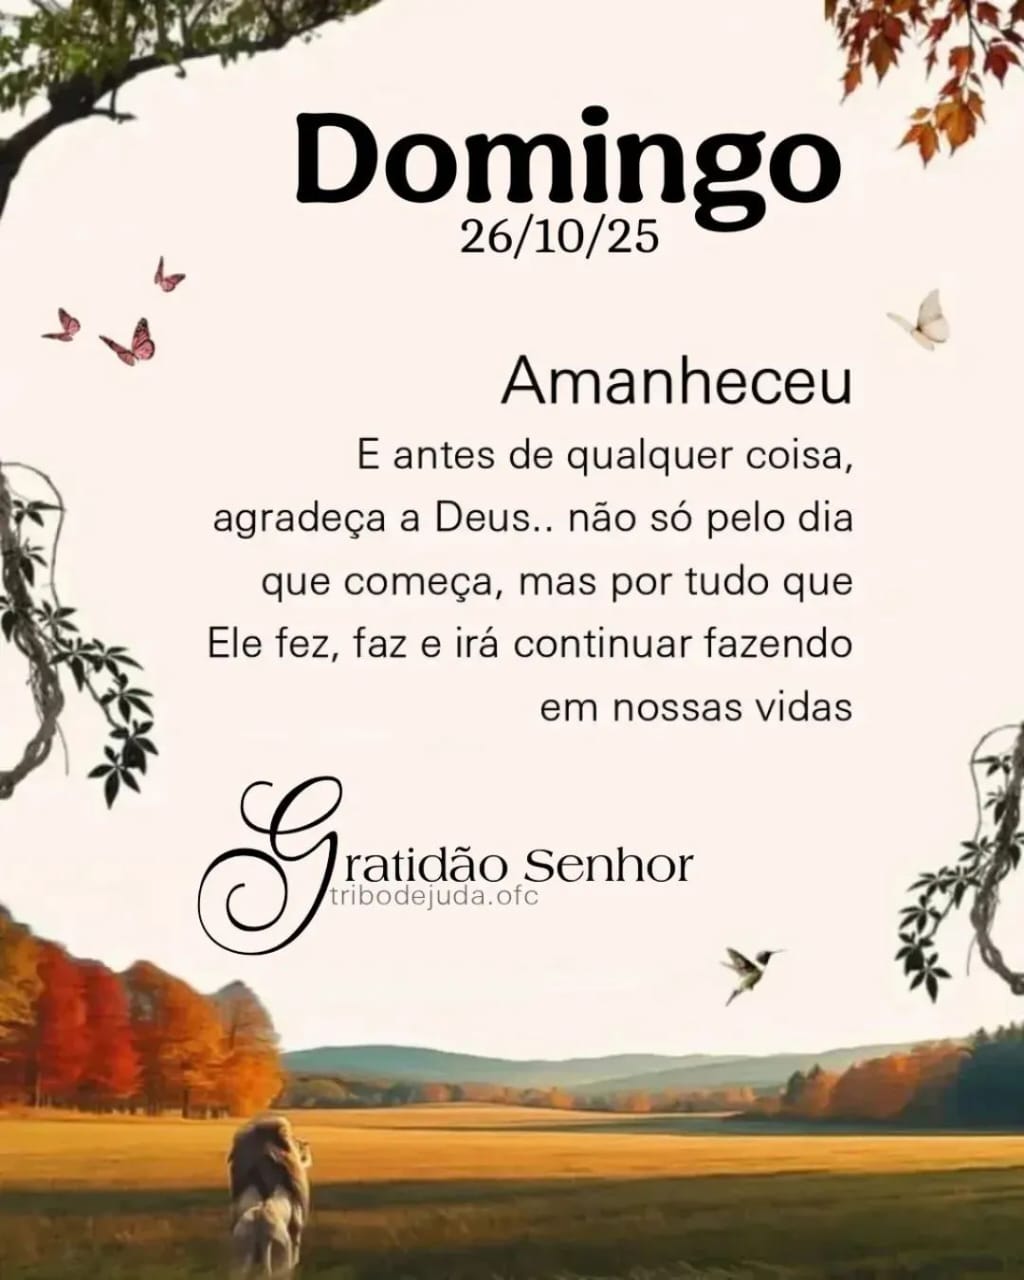 Domingo
26/10/25
Amanheceu
E antes de qualquer coisa,
agradeça a Deus.. não só pelo dia
que começa, mas por tudo que
Ele fez, faz e irá continuar fazendo
em nossas vidas
Gratidão Senhor
tribodejuda.ofc